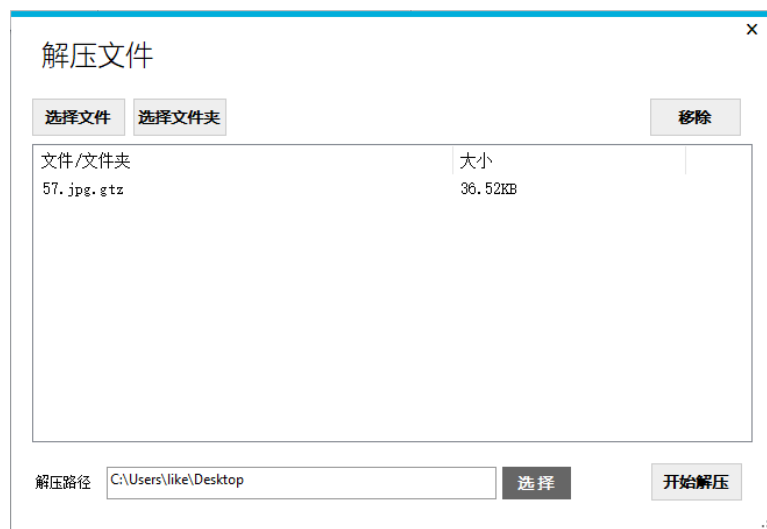 解压文件
选择文件 选择文件夹 移除
文件/文件夹 大小
57.jpg.gtz 36.52KB
解压路径 C:\Users\like\Desktop 选择 开始解压